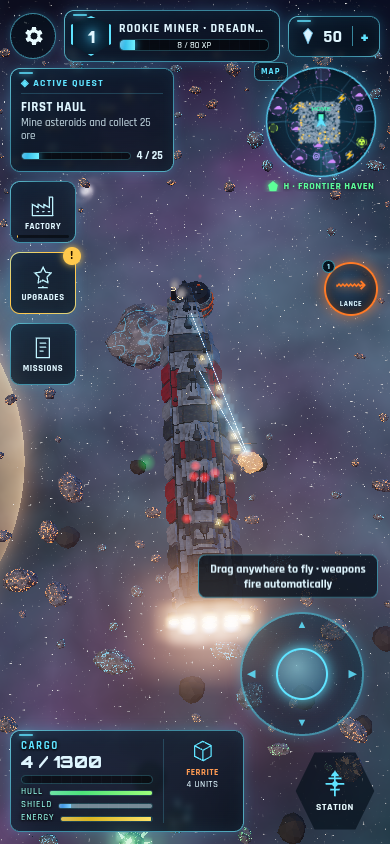 1
ROOKIE MINER · DREADN...
8 / 80 XP
50
+
ACTIVE QUEST
FIRST HAUL
Mine asteroids and collect 25
ore
4 / 25
MAP
H · FRONTIER HAVEN
FACTORY
!
UPGRADES
MISSIONS
1
LANCE
Drag anywhere to fly · weapons
fire automatically
CARGO
4 / 1300
HULL
SHIELD
ENERGY
FERRITE
4 UNITS
STATION